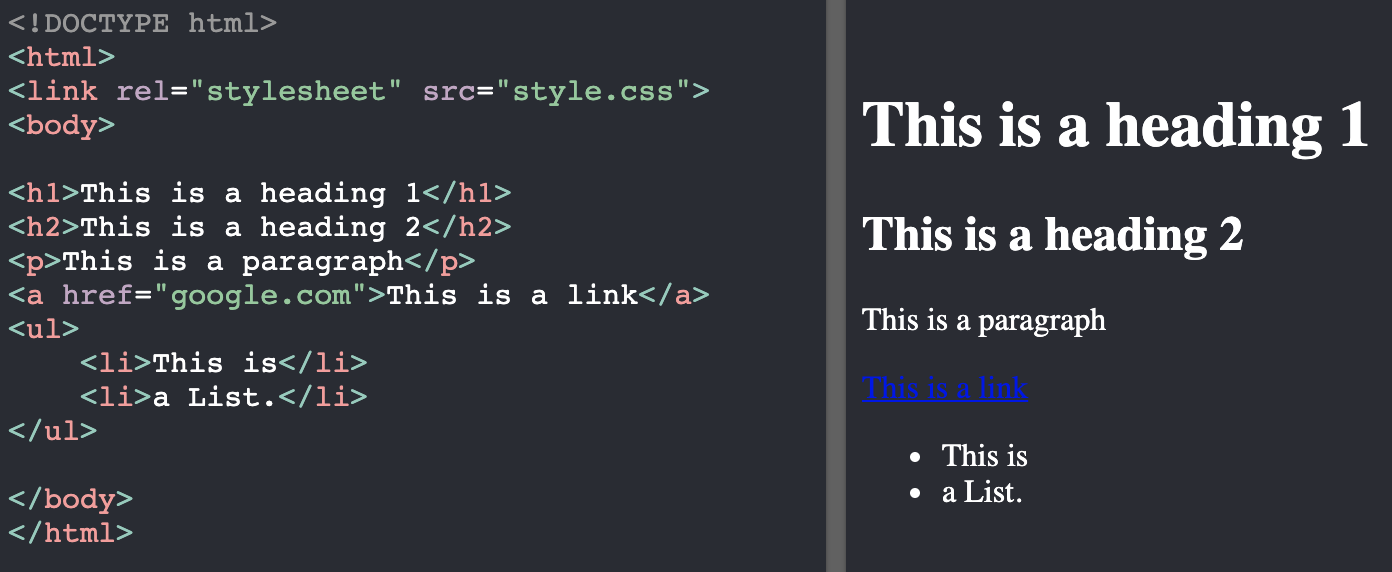 <!DOCTYPE html>
<html>
<link rel="stylesheet" src="style.css">
<body>
<h1>This is a heading 1</h1>
<h2>This is a heading 2</h2>
<p>This is a paragraph</p>
<a href="google.com">This is a link</a>
<ul>
<li>This is</li>
<li>a List.</li>
</ul>
</body>
</html>
This is a heading 1
This is a heading 2
This is a paragraph
This is a link
• This is
• a List.